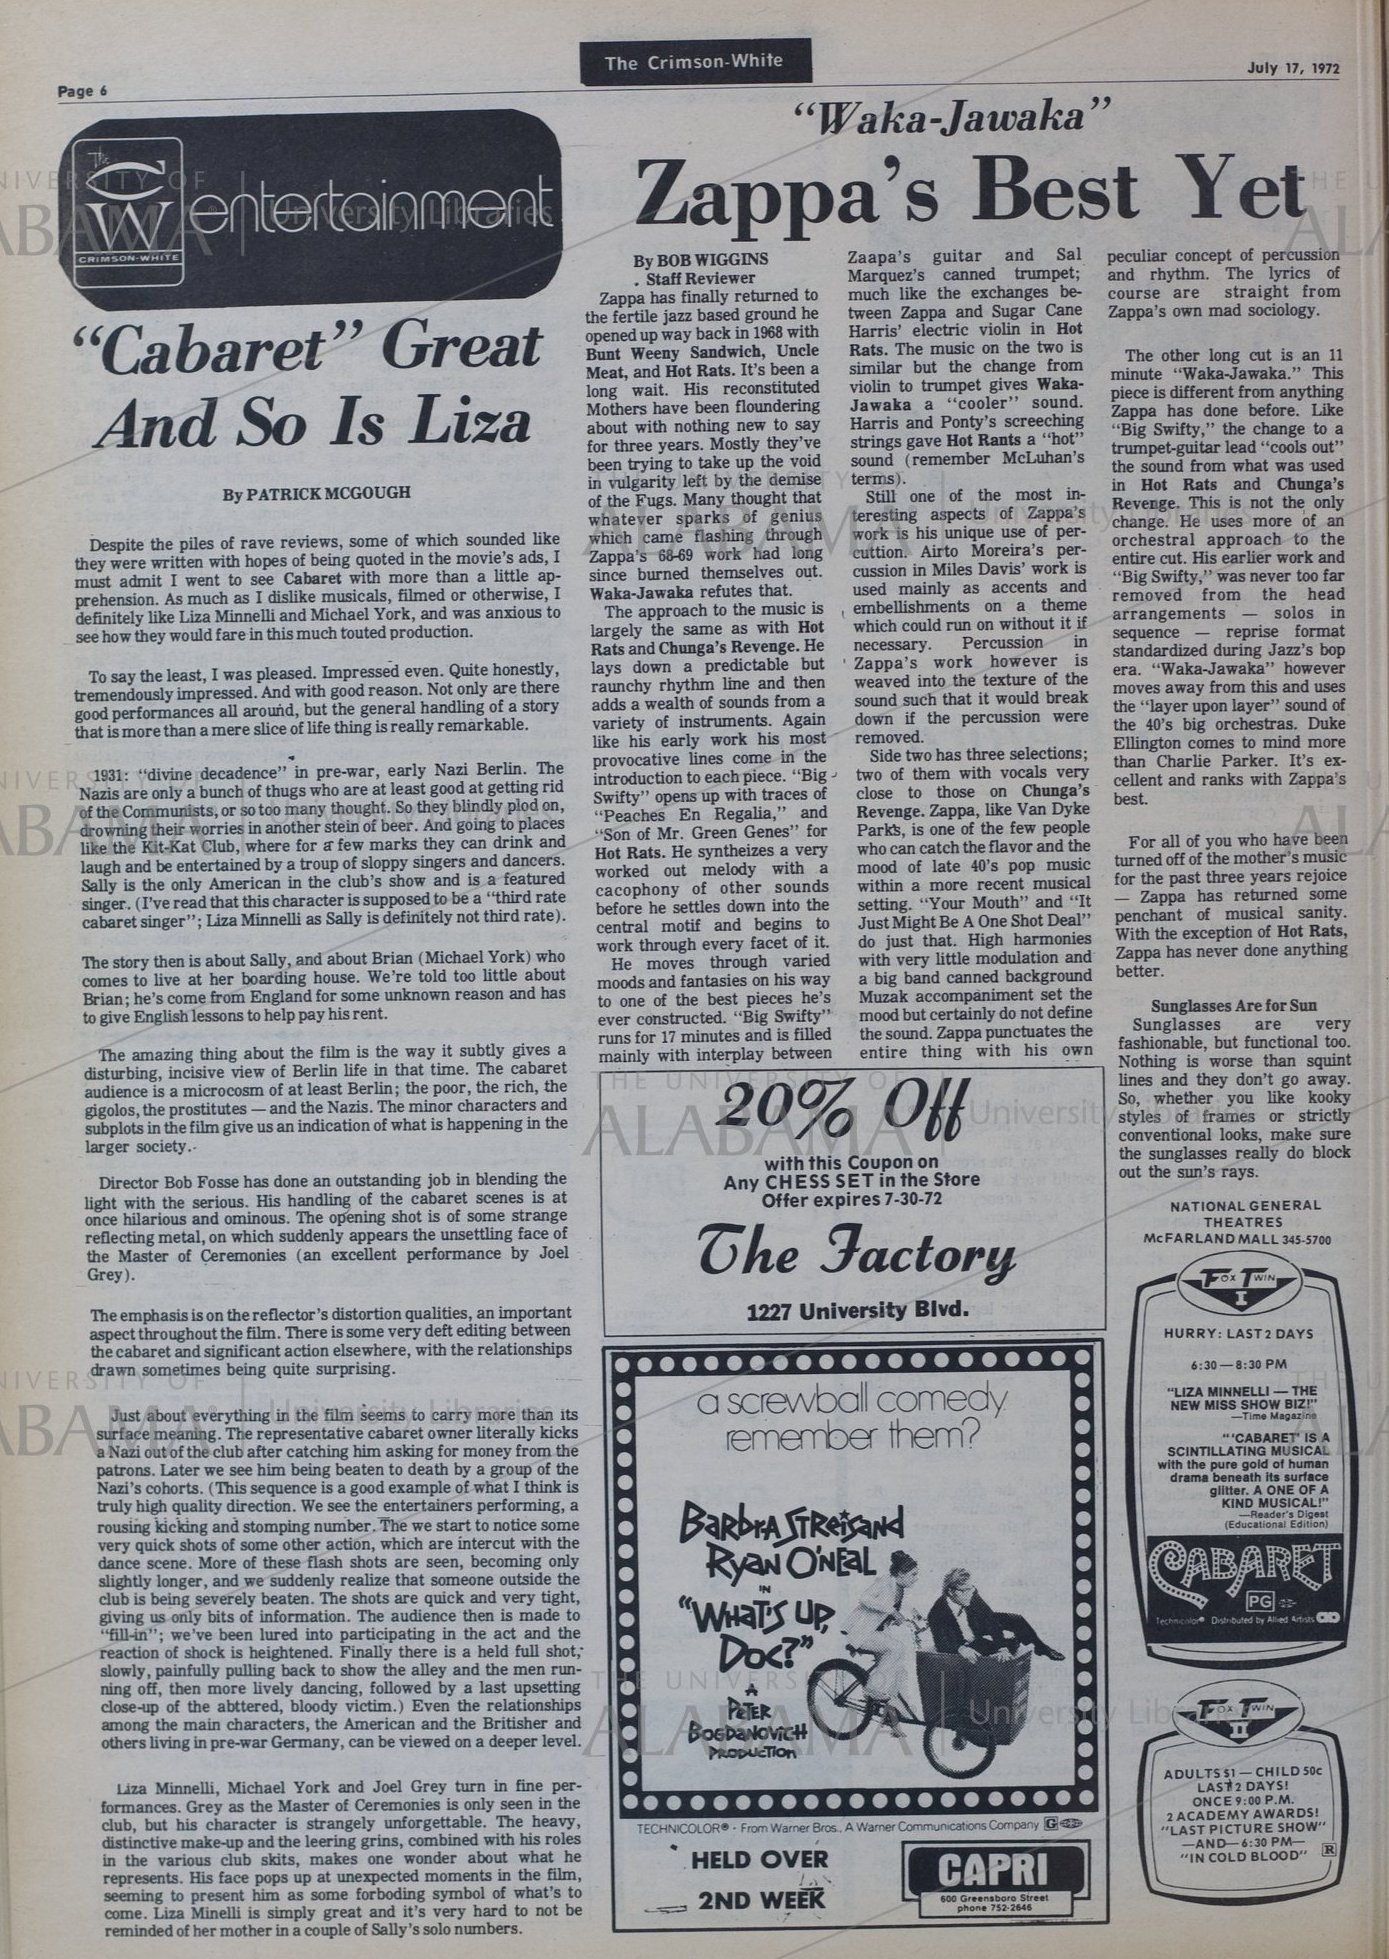 Page 6
The Crimson-White
July 17, 1972
The
CW
CRIMSON-WHITE
entertainment
"Cabaret" Great
And So Is Liza
By PATRICK MCGOUGH
Despite the piles of rave reviews, some of which sounded like
they were written with hopes of being quoted in the movie's ads, I
must admit I went to see Cabaret with more than a little ap-
prehension. As much as I dislike musicals, filmed or otherwise, I
definitely like Liza Minnelli and Michael York, and was anxious to
see how they would fare in this much touted production.
To say the least, I was pleased. Impressed even. Quite honestly,
tremendously impressed. And with good reason. Not only are there
good performances all around, but the general handling of a story
that is more than a mere slice of life thing is really remarkable.
1931: "divine decadence" in pre-war, early Nazi Berlin. The
Nazis are only a bunch of thugs who are at least good at getting rid
of the Communists, or so too many thought. So they blindly plod on,
drowning their worries in another stein of beer. And going to places
like the Kit-Kat Club, where for a few marks they can drink and
laugh and be entertained by a troup of sloppy singers and dancers.
Sally is the only American in the club's show and is a featured
singer. (I've read that this character is supposed to be a "third rate
cabaret singer"; Liza Minnelli as Sally is definitely not third rate).
The story then is about Sally, and about Brian (Michael York) who
comes to live at her boarding house. We're told too little about
Brian; he's come from England for some unknown reason and has
to give English lessons to help pay his rent.
The amazing thing about the film is the way it subtly gives a
disturbing, incisive view of Berlin life in that time. The cabaret
audience is a microcosm of at least Berlin; the poor, the rich, the
gigolos, the prostitutes — and the Nazis. The minor characters and
subplots in the film give us an indication of what is happening in the
larger society.
Director Bob Fosse has done an outstanding job in blending the
light with the serious. His handling of the cabaret scenes is at
once hilarious and ominous. The opening shot is of some strange
reflecting metal, on which suddenly appears the unsettling face of
the Master of Ceremonies (an excellent performance by Joel
Grey).
The emphasis is on the reflector's distortion qualities, an important
aspect throughout the film. There is some very deft editing between
the cabaret and significant action elsewhere, with the relationships
drawn sometimes being quite surprising.
Just about everything in the film seems to carry more than its
surface meaning. The representative cabaret owner literally kicks
a Nazi out of the club after catching him asking for money from the
patrons. Later we see him being beaten to death by a group of the
Nazi's cohorts. (This sequence is a good example of what I think is
truly high quality direction. We see the entertainers performing, a
rousing kicking and stomping number. The we start to notice some
very quick shots of some other action, which are intercut with the
dance scene. More of these flash shots are seen, becoming only
slightly longer, and we suddenly realize that someone outside the
club is being severely beaten. The shots are quick and very tight,
giving us only bits of information. The audience then is made to
"fill-in"; we've been lured into participating in the act and the
reaction of shock is heightened. Finally there is a held full shot,
slowly, painfully pulling back to show the alley and the men run-
ning off, then more lively dancing, followed by a last upsetting
close-up of the abttered, bloody victim.) Even the relationships
among the main characters, the American and the Britisher and
others living in pre-war Germany, can be viewed on a deeper level.
Liza Minnelli, Michael York and Joel Grey turn in fine per-
formances. Grey as the Master of Ceremonies is only seen in the
club, but his character is strangely unforgettable. The heavy,
distinctive make-up and the leering grins, combined with his roles
in the various club skits, makes one wonder about what he
represents. His face pops up at unexpected moments in the film,
seeming to present him as some forboding symbol of what's to
come. Liza Minelli is simply great and it's very hard to not be
reminded of her mother in a couple of Sally's solo numbers.
"Waka-Jawaka"
Zappa's Best Yet
By BOB WIGGINS
Staff Reviewer
Zappa has finally returned to
the fertile jazz based ground he
opened up way back in 1968 with
Bunt Weeny Sandwich, Uncle
Meat, and Hot Rats. It's been a
long wait. His reconstituted
Mothers have been floundering
about with nothing new to say
for three years. Mostly they've
been trying to take up the void
in vulgarity left by the demise
of the Fugs. Many thought that
whatever sparks of genius
which came flashing through
Zappa's 68-69 work had long
since burned themselves out.
Waka-Jawaka refutes that.
The approach to the music is
largely the same as with Hot
Rats and Chunga's Revenge. He
lays down a predictable but
raunchy rhythm line and then
adds a wealth of sounds from a
variety of instruments. Again
like his early work his most
provocative lines come in the
introduction to each piece. "Big
Swifty" opens up with traces of
"Peaches En Regalia," and
"Son of Mr. Green Genes" for
Hot Rats. He syntheizes a very
worked out melody with a
cacophony of other sounds
before he settles down into the
central motif and begins to
work through every facet of it.
He moves through varied
moods and fantasies on his way
to one of the best pieces he's
ever constructed. "Big Swifty"
runs for 17 minutes and is filled
mainly with interplay between
Zaapa's guitar and Sal
Marquez's canned trumpet;
much like the exchanges be-
tween Zappa and Sugar Cane
Harris' electric violin in Hot
Rats. The music on the two is
similar but the change from
violin to trumpet gives Waka-
Jawaka a "cooler" sound.
Harris and Ponty's screeching
strings gave Hot Rants a "hot"
sound (remember McLuhan's
terms).
Still one of the most in-
teresting aspects of Zappa's
work is his unique use of per-
cuttion. Airto Moreira's per-
cussion in Miles Davis' work is
used mainly as accents and
embellishments on a theme
which could run on without it if
necessary. Percussion in
Zappa's work however is
weaved into the texture of the
sound such that it would break
down if the percussion were
removed.
Side two has three selections;
two of them with vocals very
close to those on Chunga's
Revenge. Zappa, like Van Dyke
Parks, is one of the few people
who can catch the flavor and the
mood of late 40's pop music
within a more recent musical
setting. "Your Mouth" and "It
Just Might Be A One Shot Deal"
do just that. High harmonies
with very little modulation and
a big band canned background
Muzak accompaniment set the
mood but certainly do not define
the sound. Zappa punctuates the
entire thing with his own
peculiar concept of percussion
and rhythm. The lyrics of
course are straight from
Zappa's own mad sociology.
The other long cut is an 11
minute "Waka-Jawaka." This
piece is different from anything
Zappa has done before. Like
"Big Swifty," the change to a
trumpet-guitar lead "cools out"
the sound from what was used
in Hot Rats and Chunga's
Revenge. This is not the only
change. He uses more of an
orchestral approach to the
entire cut. His earlier work and
"Big Swifty," was never too far
removed from the head
arrangements — solos in
sequence — reprise format
standardized during Jazz's bop
era. "Waka-Jawaka" however
moves away from this and uses
the "layer upon layer" sound of
the 40's big orchestras. Duke
Ellington comes to mind more
than Charlie Parker. It's ex-
cellent and ranks with Zappa's
best.
For all of you who have been
turned off of the mother's music
for the past three years rejoice
— Zappa has returned some
penchant of musical sanity.
With the exception of Hot Rats,
Zappa has never done anything
better.
Sunglasses Are for Sun
Sunglasses are very
fashionable, but functional too.
Nothing is worse than squint
lines and they don't go away.
So, whether you like kooky
styles of frames or strictly
conventional looks, make sure
the sunglasses really do block
out the sun's rays.
20% Off
with this Coupon on
Any CHESS SET in the Store
Offer expires 7-30-72
The Factory
1227 University Blvd.
a screwball comedy
remember them?
BARBRA STREISAND
RYAN O'NEAL
IN
"WHAT'S UP,
DOC?"
A
PETER
BOGDANOVICH
PRODUCTION
TECHNICOLOR® · From Warner Bros., A Warner Communications Company G
HELD OVER
2ND WEEK
CAPRI
600 Greensboro Street
phone 752-2646
NATIONAL GENERAL
THEATRES
McFARLAND MALL 345-5700
FOX TWIN
I
HURRY: LAST 2 DAYS
6:30 — 8:30 PM
"LIZA MINNELLI — THE
NEW MISS SHOW BIZ!"
—Time Magazine
"'CABARET' IS A
SCINTILLATING MUSICAL
with the pure gold of human
drama beneath its surface
glitter. A ONE OF A
KIND MUSICAL!"
—Reader's Digest
(Educational Edition)
CABARET
PG
Technicolor® Distributed by Allied Artists
FOX TWIN
II
ADULTS $1 — CHILD 50c
LAST 2 DAYS!
ONCE 9:00 P.M.
2 ACADEMY AWARDS!
"LAST PICTURE SHOW"
—AND— 6:30 PM—
"IN COLD BLOOD"
R
THE UNIVERSITY OF
ALABAMA
University Libraries